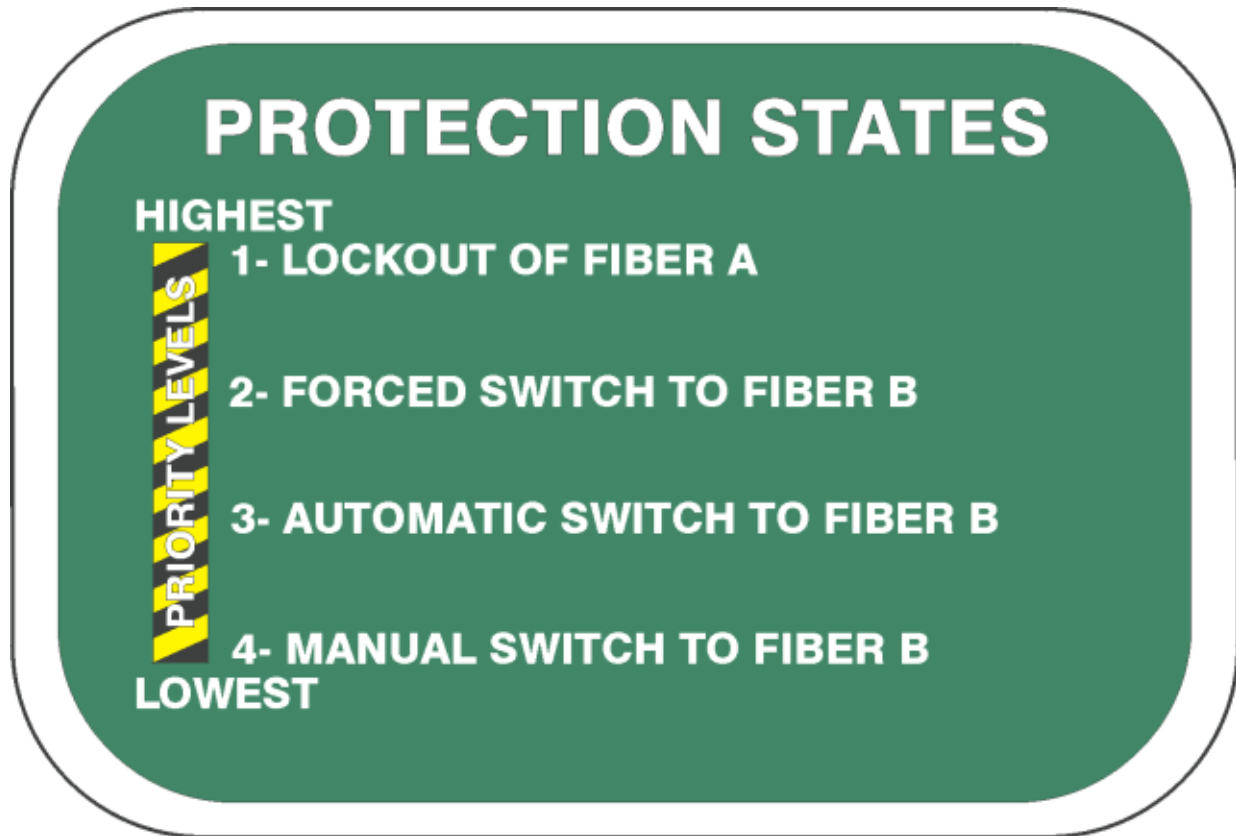 PROTECTION STATES
HIGHEST
PRIORITY LEVELS
1- LOCKOUT OF FIBER A
2- FORCED SWITCH TO FIBER B
3- AUTOMATIC SWITCH TO FIBER B
4- MANUAL SWITCH TO FIBER B
LOWEST